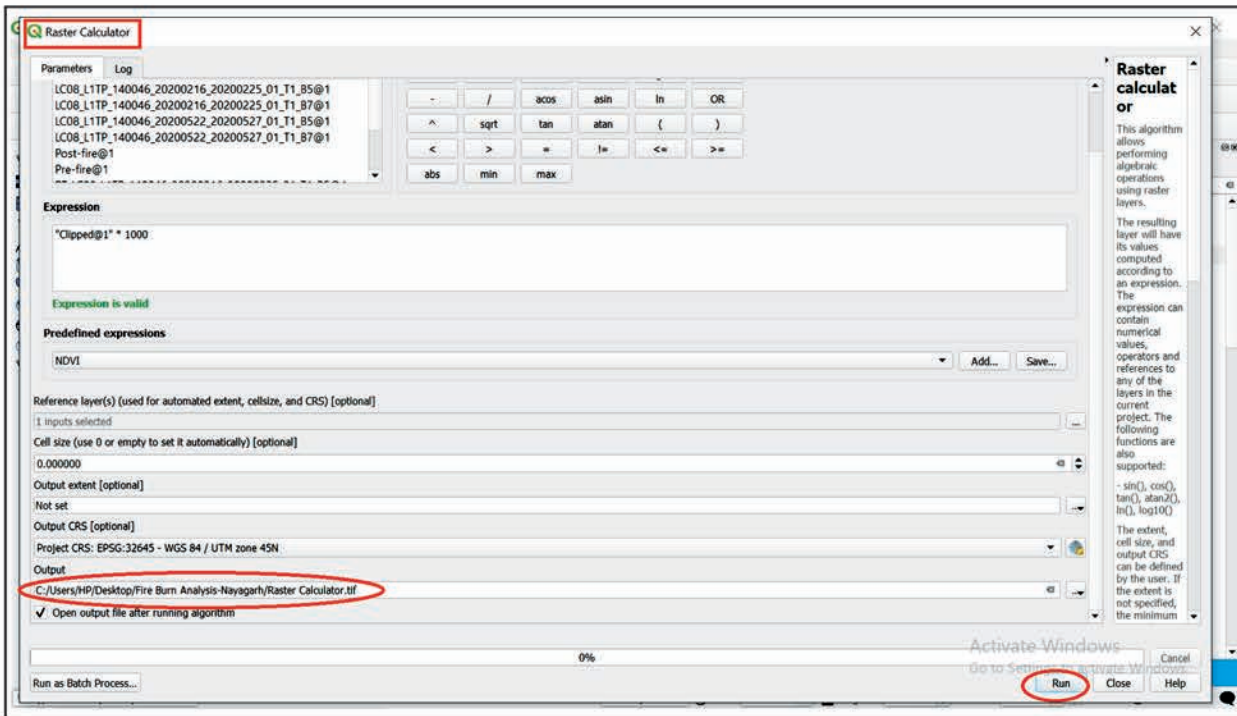 Raster Calculator
Parameters Log
LC08_L1TP_140046_20200216_20200225_01_T1_B5@1
LC08_L1TP_140046_20200216_20200225_01_T1_B7@1
LC08_L1TP_140046_20200522_20200527_01_T1_B5@1
LC08_L1TP_140046_20200522_20200527_01_T1_B7@1
Post-fire@1
Pre-fire@1
- / acos asin ln OR
^ sqrt tan atan ( )
< > = != <= >=
abs min max
Expression
"Clipped@1" * 1000
Expression is valid
Predefined expressions
NDVI
Add... Save...
Reference layer(s) (used for automated extent, cellsize, and CRS) [optional]
1 inputs selected
...
Cell size (use 0 or empty to set it automatically) [optional]
0.000000
Output extent [optional]
Not set
...
Output CRS [optional]
Project CRS: EPSG:32645 - WGS 84 / UTM zone 45N
Output
C:/Users/HP/Desktop/Fire Burn Analysis-Nayagarh/Raster Calculator.tif
...
Open output file after running algorithm
0%
Cancel
Run as Batch Process...
Run Close Help
Activate Windows
Go to Settings to activate Windows.
Raster
calculat
or
This algorithm
allows
performing
algebraic
operations
using raster
layers.
The resulting
layer will have
its values
computed
according to
an expression.
The
expression can
contain
numerical
values,
operators and
references to
any of the
layers in the
current
project. The
following
functions are
also
supported:
- sin(), cos(),
tan(), atan2(),
ln(), log10()
The extent,
cell size, and
output CRS
can be defined
by the user. If
the extent is
not specified,
the minimum